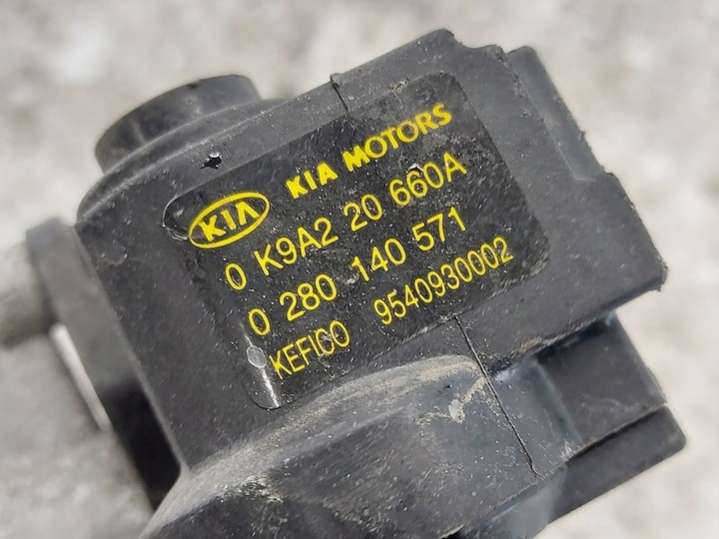 KIA KIA MOTORS
0 K9A2 20 660A
0 280 140 571
KEFICO 9540930002